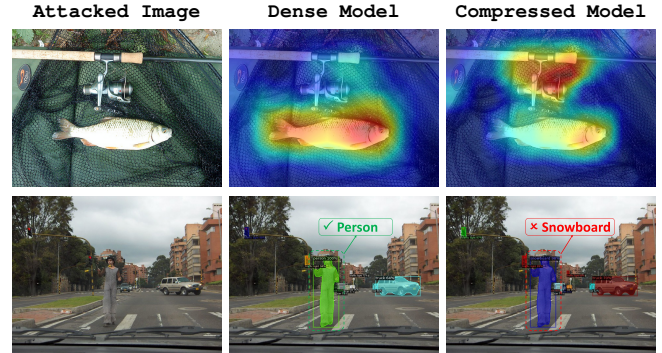 Attacked Image Dense Model Compressed Model
✓ Person
× Snowboard